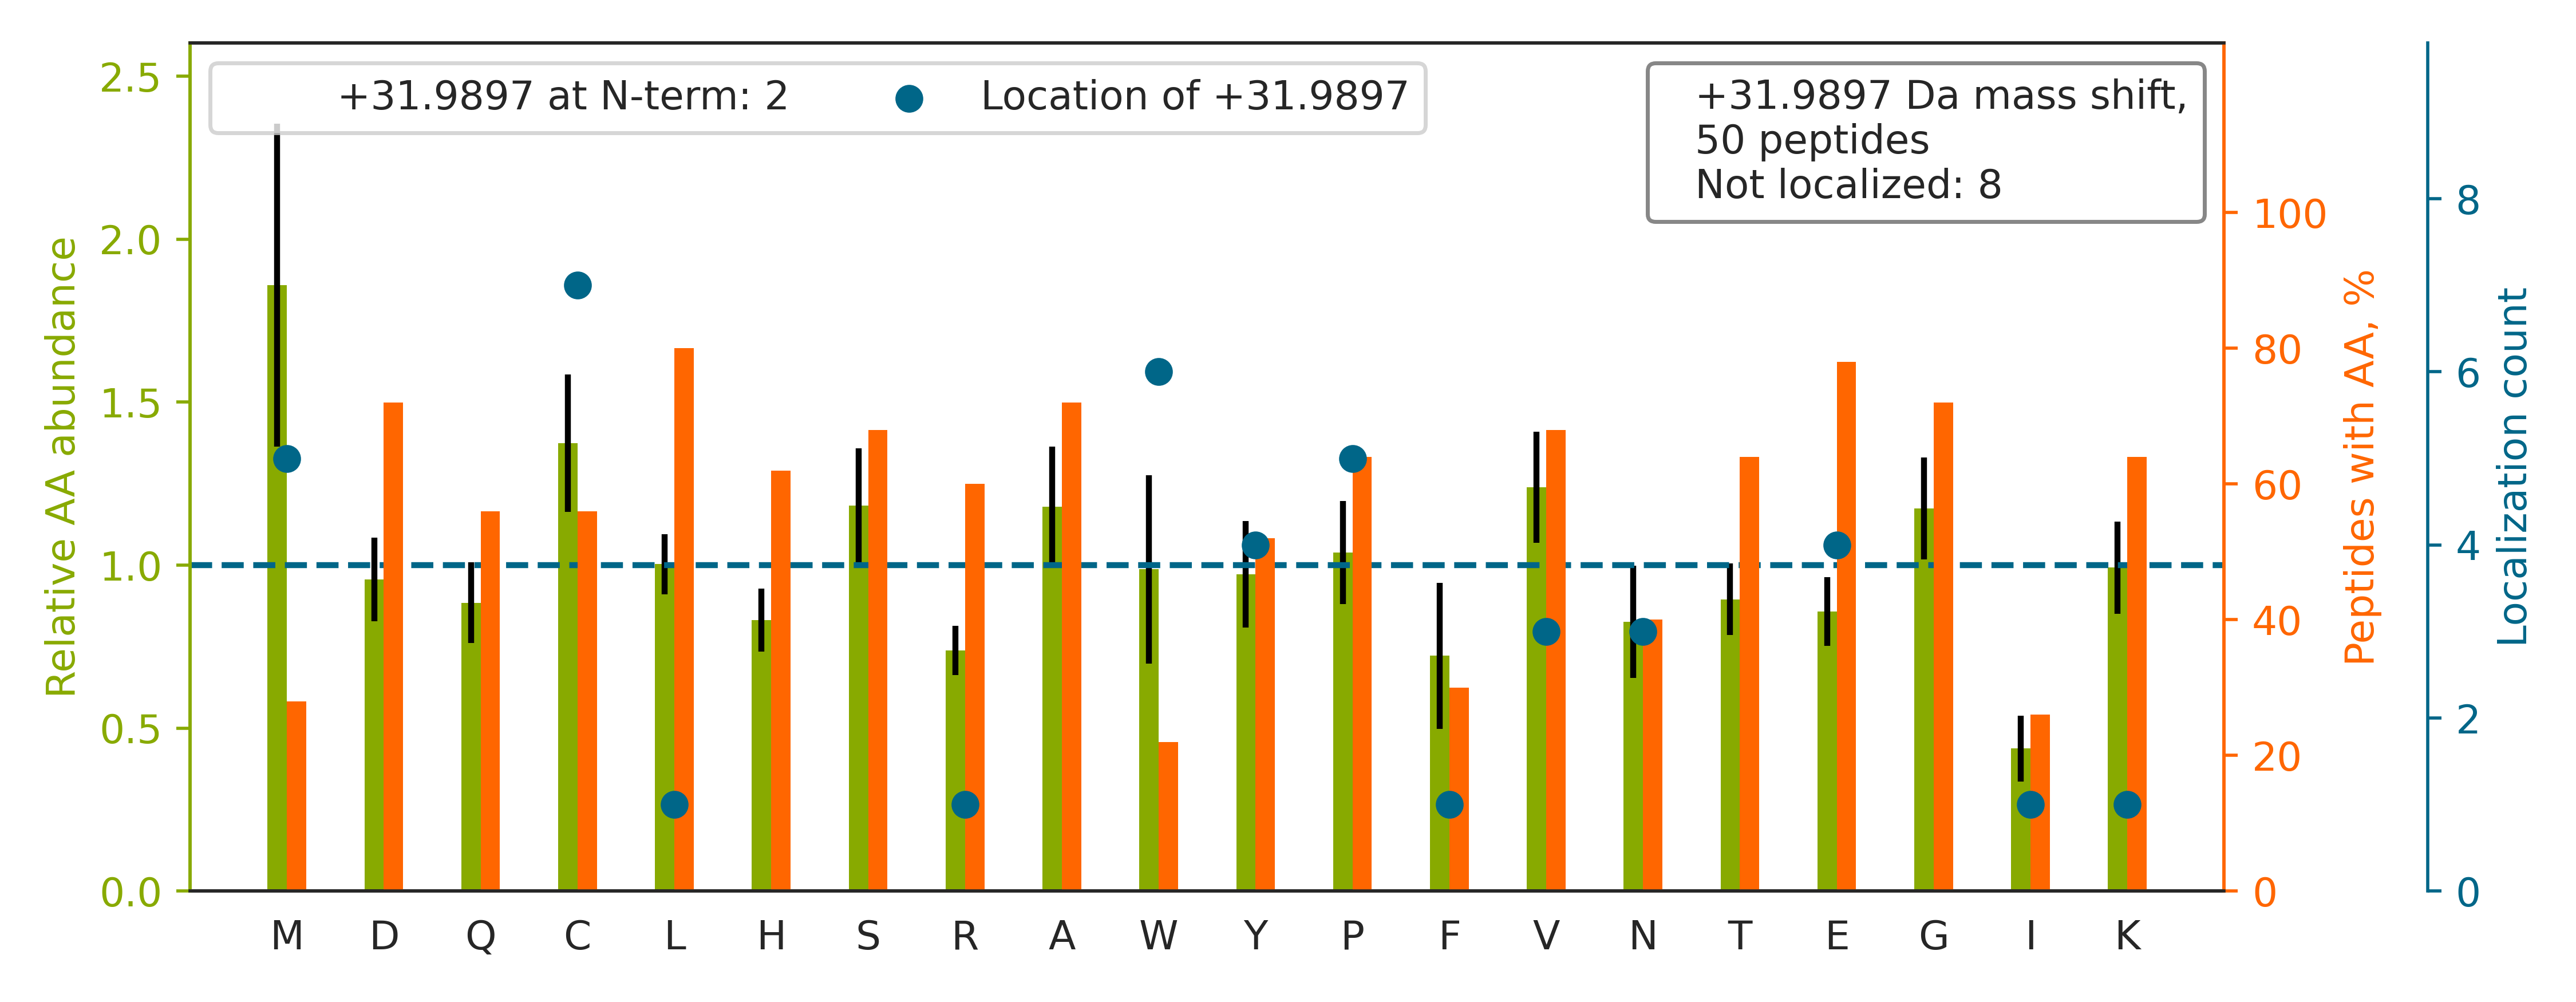 +31.9897 at N-term: 2
Location of +31.9897
+31.9897 Da mass shift,
50 peptides
Not localized: 8
Relative AA abundance
2.5
2.0
1.5
1.0
0.5
0.0
Peptides with AA, %
100
80
60
40
20
0
Localization count
8
6
4
2
0
M D Q C L H S R A W Y P F V N T E G I K